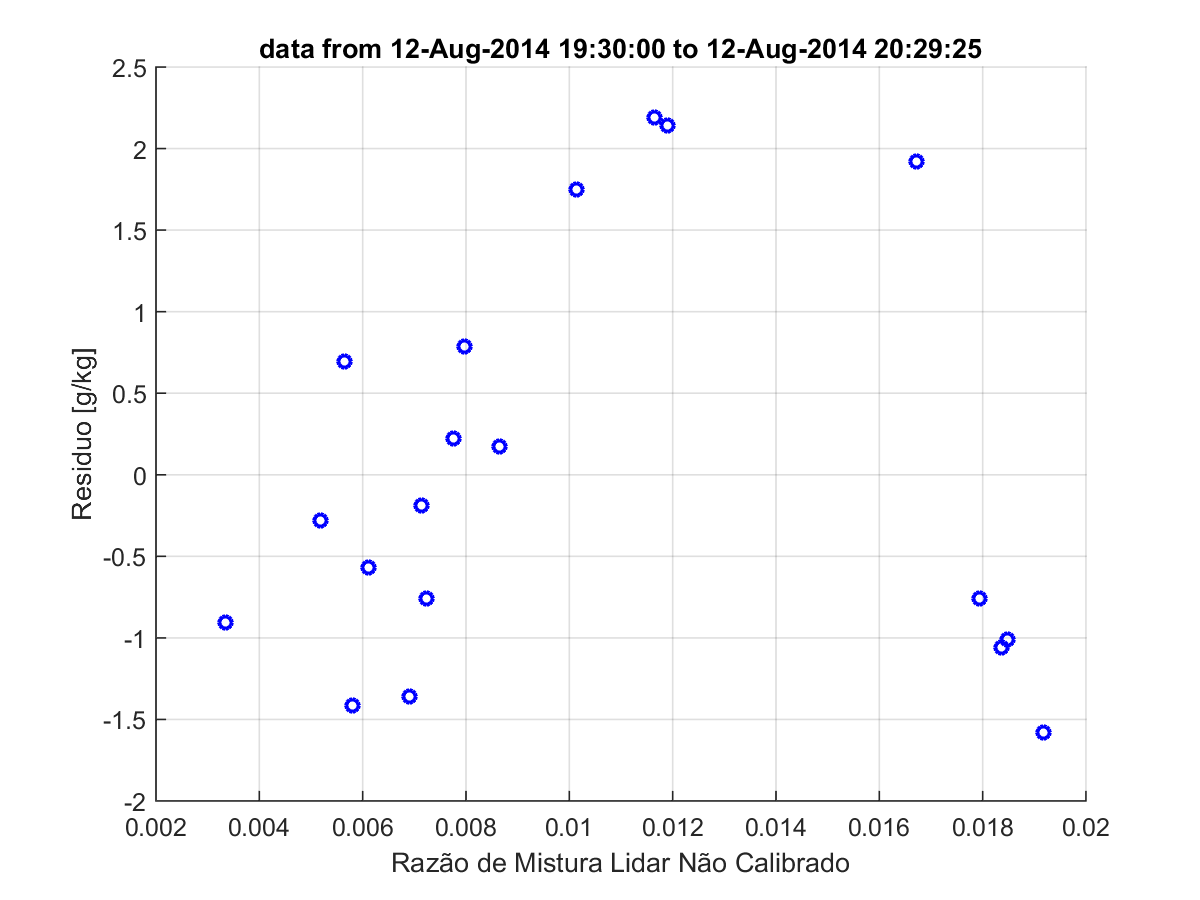 data from 12-Aug-2014 19:30:00 to 12-Aug-2014 20:29:25
2.5
2
1.5
1
0.5
0
-0.5
-1
-1.5
-2
Residuo [g/kg]
0.002 0.004 0.006 0.008 0.01 0.012 0.014 0.016 0.018 0.02
Razão de Mistura Lidar Não Calibrado